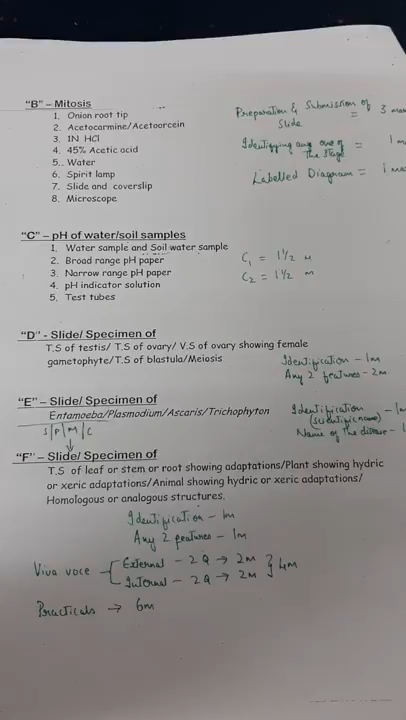 "B" – Mitosis
1. Onion root tip
2. Acetocarmine/Acetoorcein
3. 1N HCl
4. 45% Acetic acid
5. Water
6. Spirit lamp
7. Slide and coverslip
8. Microscope
Preparation & Submission of Slide = 3 mar
Identifying any one of the stage = 1 m
Labelled Diagram = 1 mar
"C" – pH of water/soil samples
1. Water sample and Soil water sample
2. Broad range pH paper
3. Narrow range pH paper
4. pH indicator solution
5. Test tubes
C1 = 1½ M
C2 = 1½ m
"D" - Slide/ Specimen of
T.S of testis/ T.S of ovary/ V.S of ovary showing female
gametophyte/T.S of blastula/Meiosis
Identification – 1m
Any 2 features – 2m
"E" – Slide/ Specimen of
Entamoeba/Plasmodium/Ascaris/Trichophyton
S/P/M/C
Identification – 1m
(scientific name)
Name of the disease –
"F" – Slide/ Specimen of
T.S. of leaf or stem or root showing adaptations/Plant showing hydric
or xeric adaptations/Animal showing hydric or xeric adaptations/
Homologous or analogous structures.
Identification – 1m
Any 2 features – 1m
Viva voce
External – 2Q → 2m
Internal – 2Q → 2m
4m
Practicals → 6m